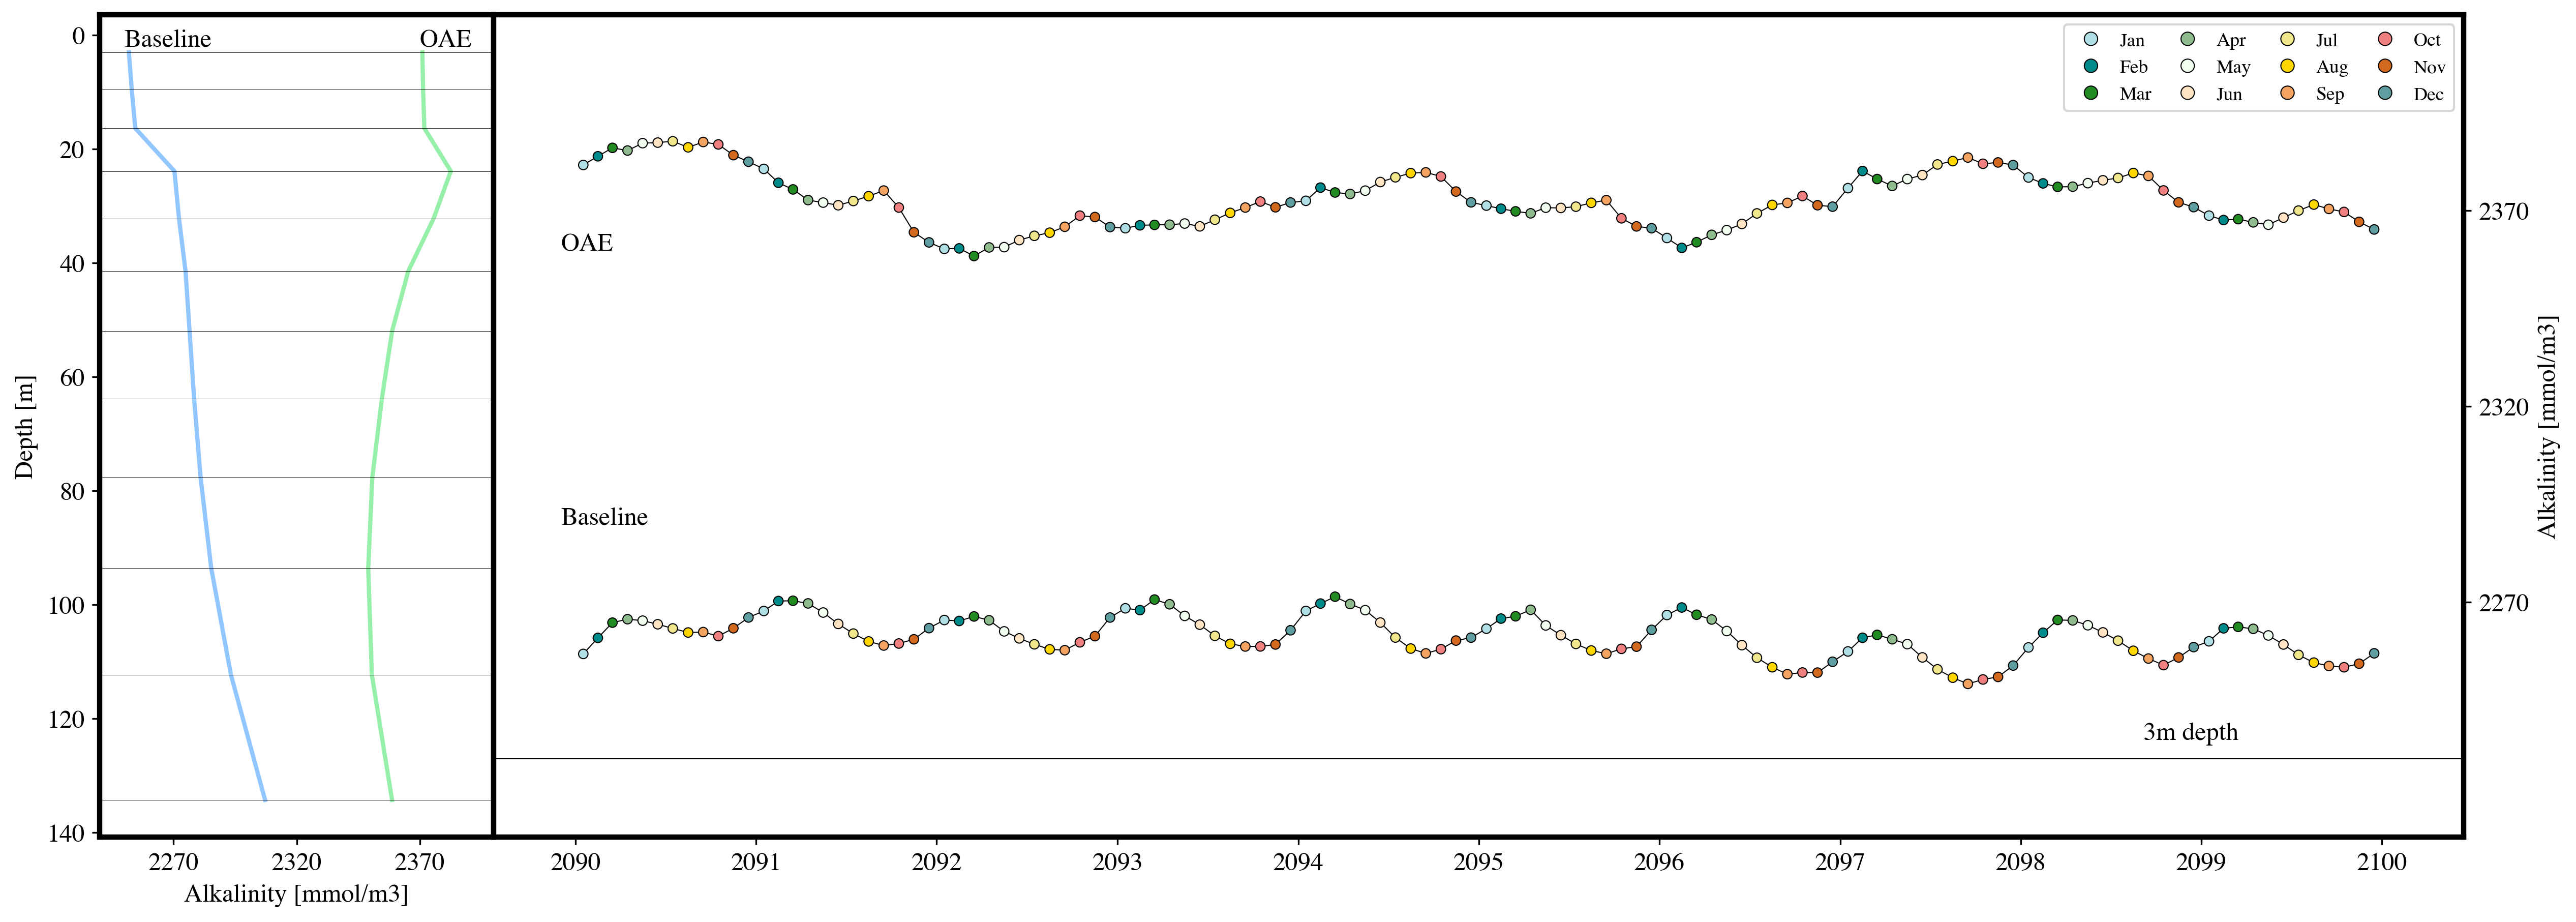 Baseline
OAE
0
20
40
60
80
100
120
140
Depth [m]
2270 2320 2370
Alkalinity [mmol/m3]
Jan Apr Jul Oct
Feb May Aug Nov
Mar Jun Sep Dec
OAE
Baseline
3m depth
2370
2320
2270
Alkalinity [mmol/m3]
2090 2091 2092 2093 2094 2095 2096 2097 2098 2099 2100